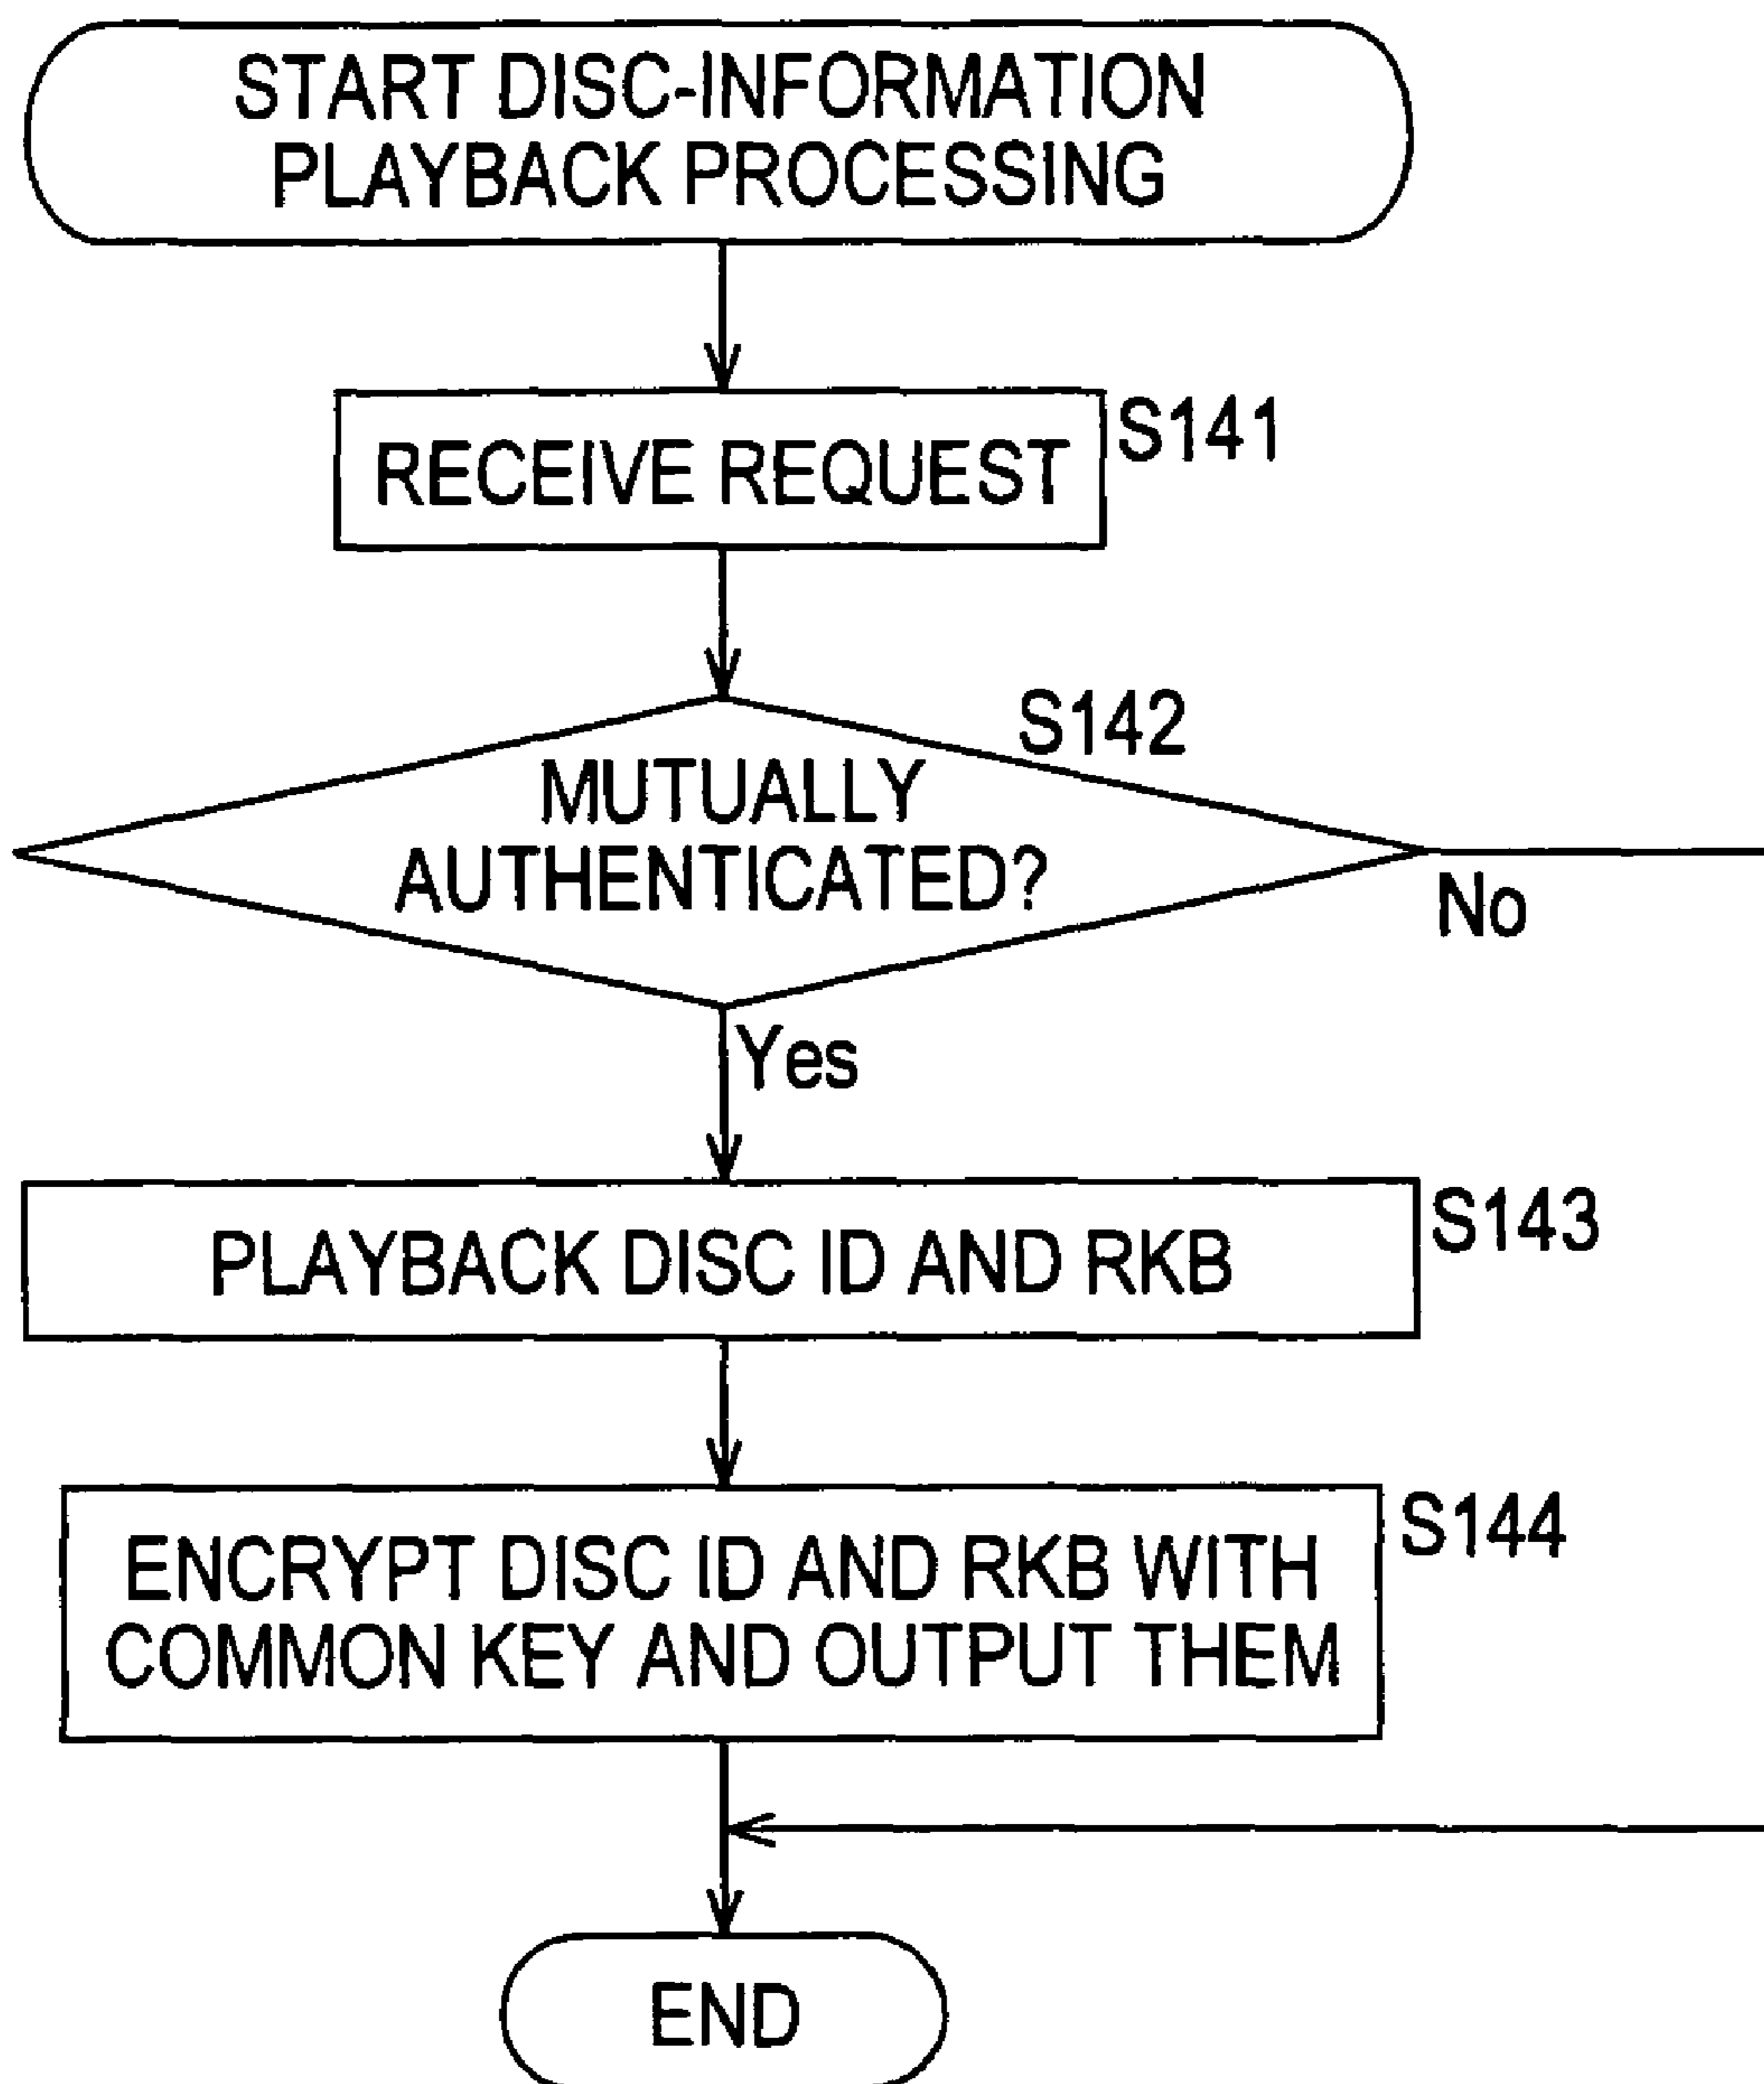 START DISC-INFORMATION
PLAYBACK PROCESSING
RECEIVE REQUEST
S141
S142
MUTUALLY
AUTHENTICATED?
No
Yes
PLAYBACK DISC ID AND RKB
S143
ENCRYPT DISC ID AND RKB WITH
COMMON KEY AND OUTPUT THEM
S144
END